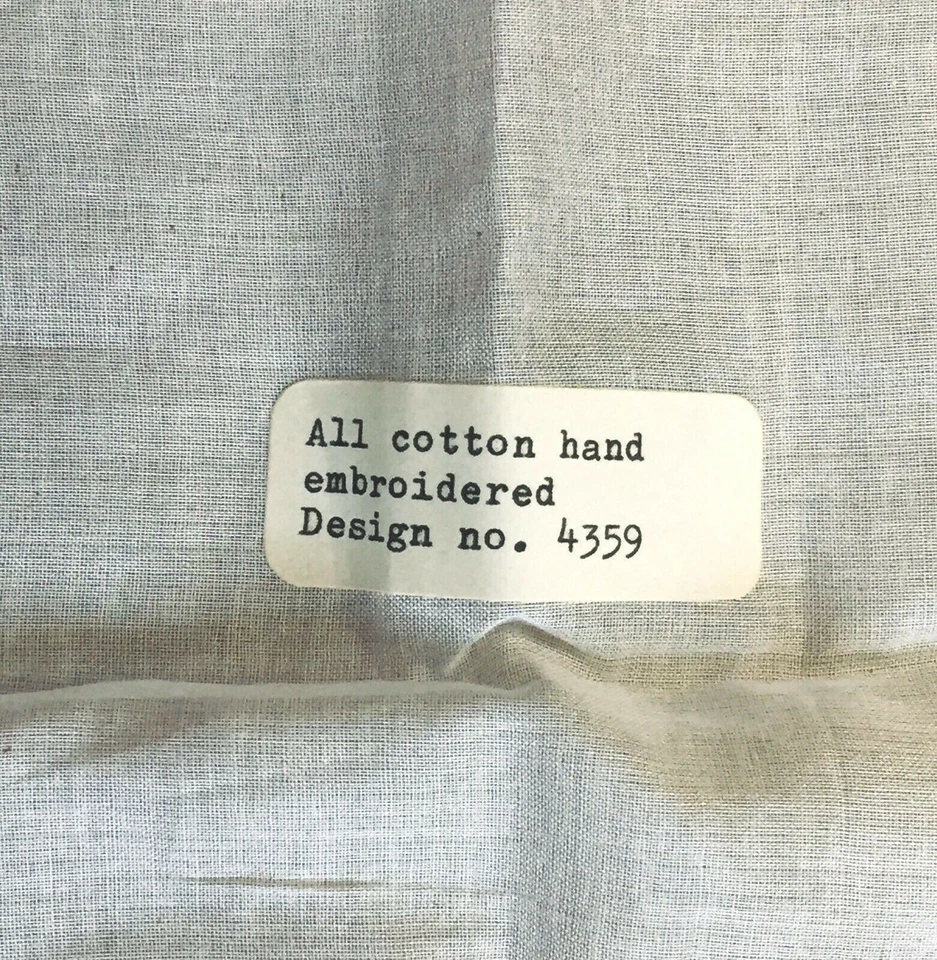 All cotton hand
embroidered
Design no. 4359